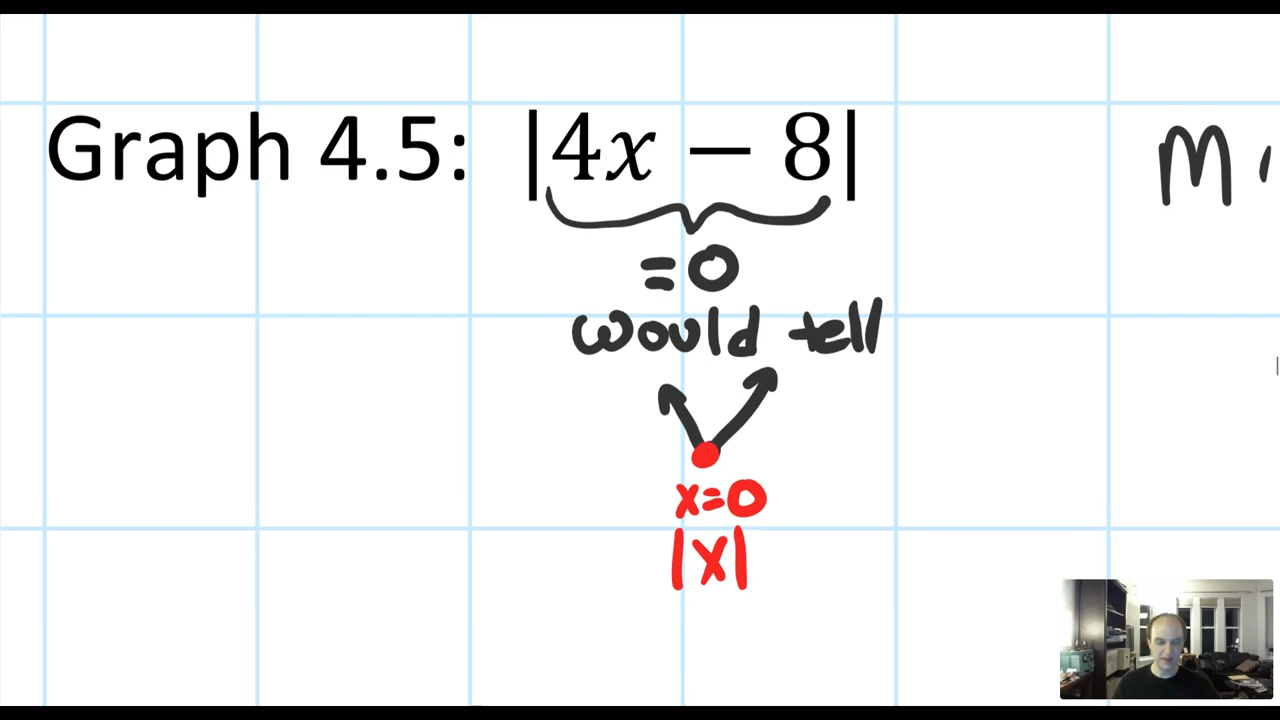 Graph 4.5: |4x − 8|
M
=0
would tell
x=0
|x|